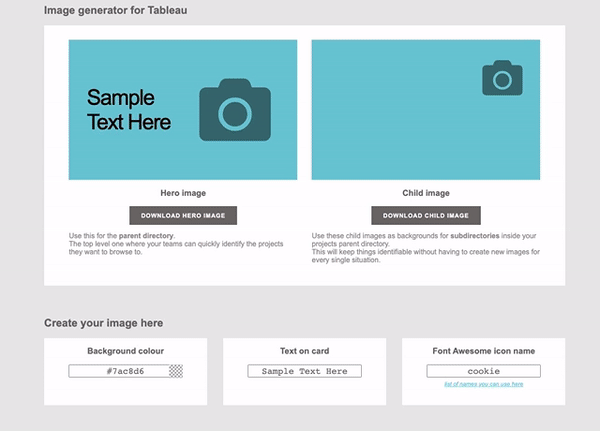 Image generator for Tableau
Sample
Text Here
Hero image
Child image
DOWNLOAD HERO IMAGE
DOWNLOAD CHILD IMAGE
Use this for the parent directory.
The top level one where your teams can quickly identify the projects
they want to browse to.
Use these child images as backgrounds for subdirectories inside your
projects parent directory.
This will keep things identifiable without having to create new images for
every single situation.
Create your image here
Background colour
#7ac8d6
Text on card
Sample Text Here
Font Awesome icon name
cookie
list of names you can use here